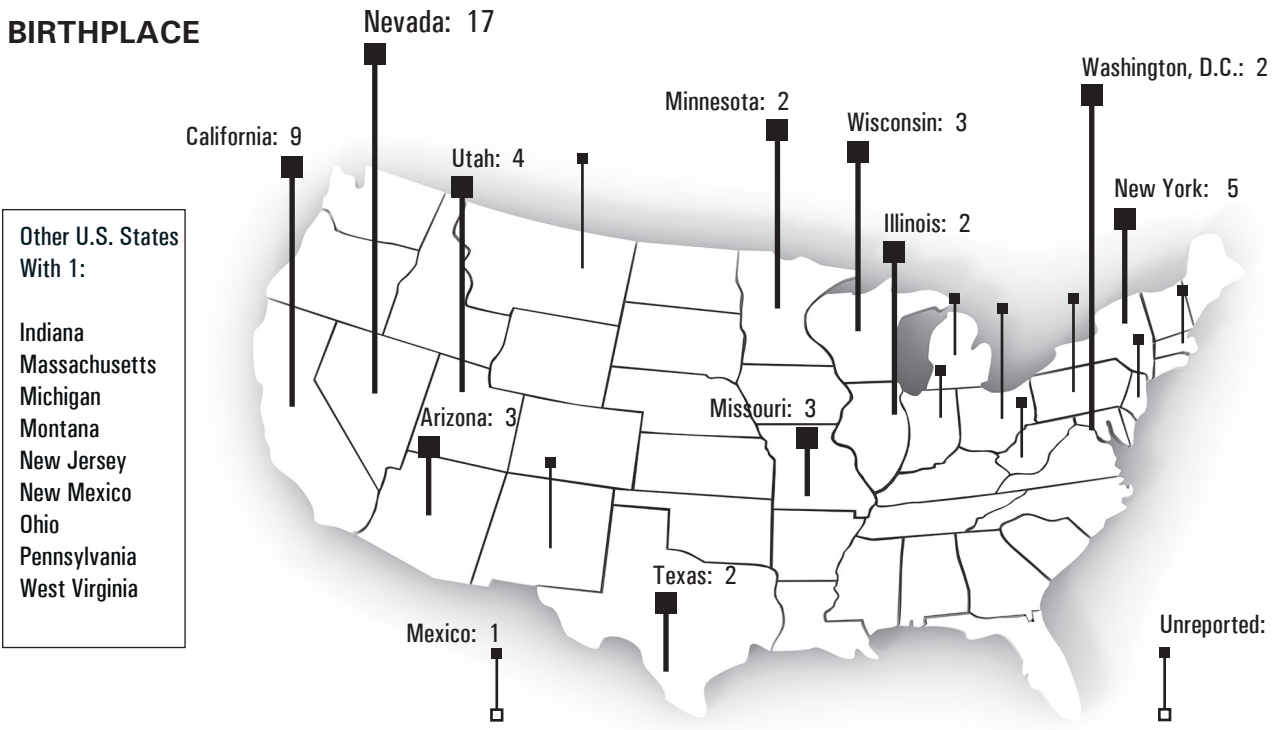 BIRTHPLACE
Nevada: 17
Washington, D.C.: 2
Minnesota: 2
Wisconsin: 3
California: 9
Utah: 4
New York: 5
Illinois: 2
Other U.S. States
With 1:
Indiana
Massachusetts
Michigan
Montana
New Jersey
New Mexico
Ohio
Pennsylvania
West Virginia
Arizona: 3
Missouri: 3
Texas: 2
Mexico: 1
Unreported: